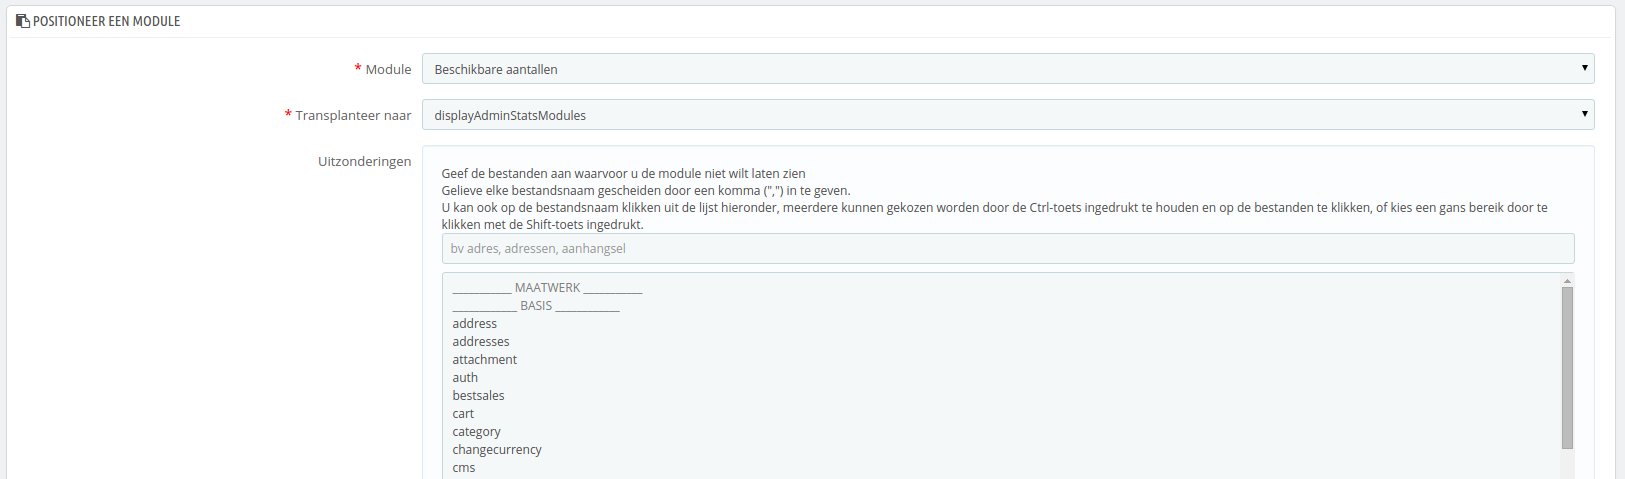 POSITIONEER EEN MODULE
* Module
Beschikbare aantallen
* Transplanteer naar
displayAdminStatsModules
Uitzonderingen
Geef de bestanden aan waarvoor u de module niet wilt laten zien
Gelieve elke bestandsnaam gescheiden door een komma (",") in te geven.
U kan ook op de bestandsnaam klikken uit de lijst hieronder, meerdere kunnen gekozen worden door de Ctrl-toets ingedrukt te houden en op de bestanden te klikken, of kies een gans bereik door te
klikken met de Shift-toets ingedrukt.
bv adres, adressen, aanhangsel
___________ MAATWERK ___________
____________ BASIS ____________
address
addresses
attachment
auth
bestsales
cart
category
changecurrency
cms